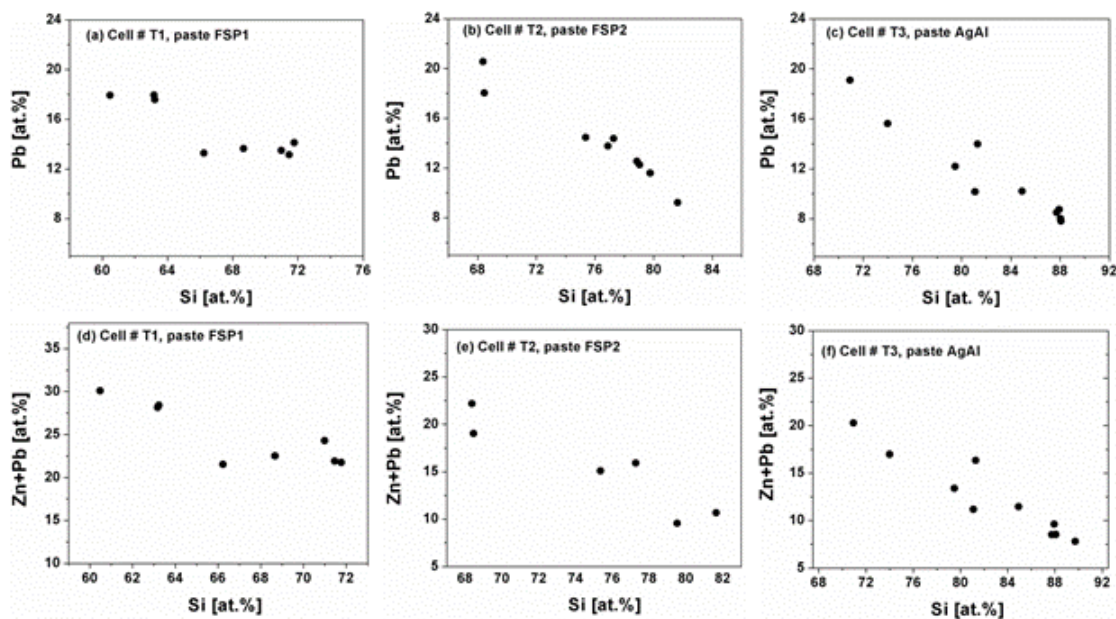 24
20
16
12
8
Pb [at.%]
(a) Cell # T1, paste FSP1
60 64 68 72 76
Si [at.%]
24
20
16
12
8
Pb [at.%]
(b) Cell # T2, paste FSP2
68 72 76 80 84
Si [at.%]
24
20
16
12
8
Pb [at.%]
(c) Cell # T3, paste AgAl
68 72 76 80 84 88 92
Si [at. %]
35
30
25
20
15
10
Zn+Pb [at.%]
(d) Cell # T1, paste FSP1
60 62 64 66 68 70 72
Si [at.%]
30
25
20
15
10
5
Zn+Pb [at.%]
(e) Cell # T2, paste FSP2
68 70 72 74 76 78 80 82
Si [at.%]
30
25
20
15
10
5
Zn+Pb [at.%]
(f) Cell # T3, paste AgAl
68 72 76 80 84 88 92
Si [at.%]